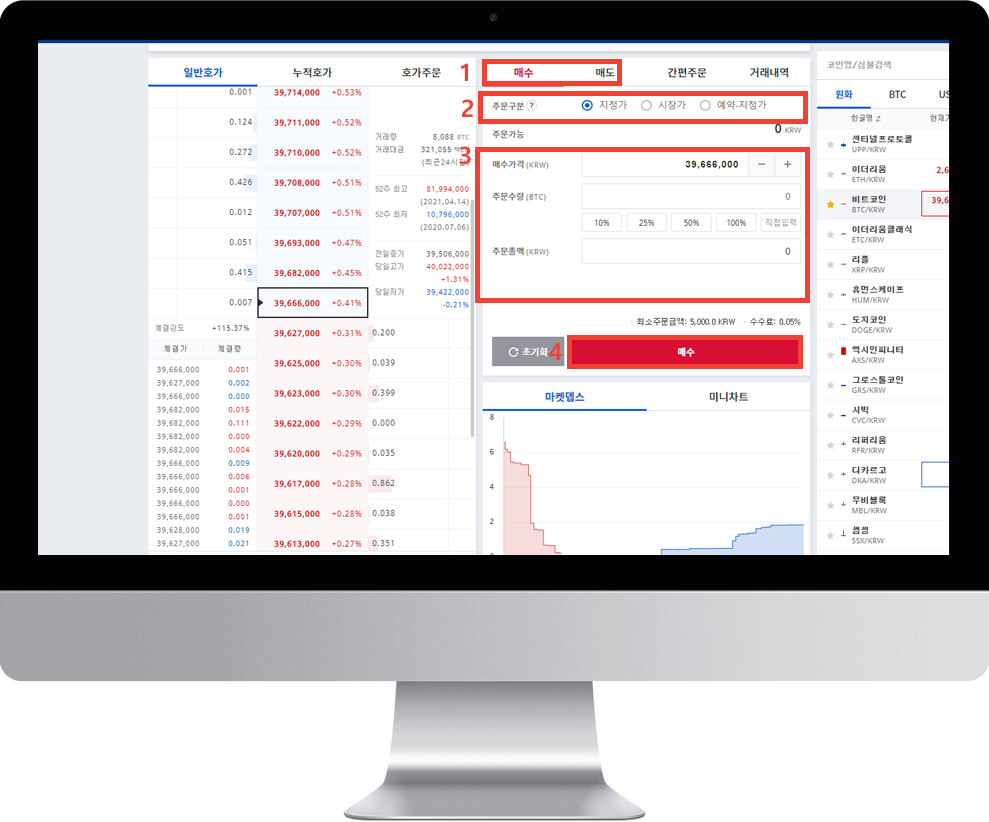 일반호가 누적호가 호가주문
0.001 39,714,000 +0.53%
0.124 39,711,000 +0.52%
0.272 39,710,000 +0.52%
0.426 39,708,000 +0.51%
0.012 39,707,000 +0.51%
0.051 39,693,000 +0.47%
0.415 39,682,000 +0.45%
0.007 39,666,000 +0.41%
거래량 8,088 BTC
거래대금 321,055
(최근24시간)
52주 최고 81,994,000
(2021.04.14)
52주 최저 10,796,000
(2020.07.06)
전일종가 39,506,000
당일고가 40,022,000
+1.31%
당일저가 39,422,000
-0.21%
39,627,000 +0.31% 0.200
39,625,000 +0.30% 0.039
39,623,000 +0.30% 0.399
39,622,000 +0.29% 0.000
39,620,000 +0.29% 0.035
39,617,000 +0.28% 0.862
39,615,000 +0.28% 0.038
39,613,000 +0.27% 0.351
체결강도 +115.37%
체결가 체결량
39,666,000 0.001
39,627,000 0.002
39,666,000 0.000
39,682,000 0.015
39,682,000 0.111
39,682,000 0.000
39,682,000 0.004
39,666,000 0.009
39,666,000 0.006
39,666,000 0.001
39,666,000 0.000
39,666,000 0.001
39,628,000 0.019
39,627,000 0.021
1 매수 매도 간편주문 거래내역
2 주문구분 ? 지정가 시장가 예약-지정가
주문가능 0 KRW
3
매수가격 (KRW) 39,666,000 − +
주문수량 (BTC) 0
10% 25% 50% 100% 직접입력
주문총액 (KRW) 0
· 최소주문금액: 5,000.0 KRW · 수수료: 0.05%
초기화 4 매수
마켓뎁스 미니차트
8
6
4
2
0
코인명/심볼검색
원화 BTC US
한글명 현재가
센티널프로토콜
UPP/KRW
이더리움 2,6
ETH/KRW
비트코인 39,6
BTC/KRW
이더리움클래식
ETC/KRW
리플
XRP/KRW
휴먼스케이프
HUM/KRW
도지코인
DOGE/KRW
엑시인피니티
AXS/KRW
그로스톨코인
GRS/KRW
시빅
CVC/KRW
리퍼리움
RFR/KRW
디카르고
DKA/KRW
무비블록
MBL/KRW
썸씽
SSX/KRW